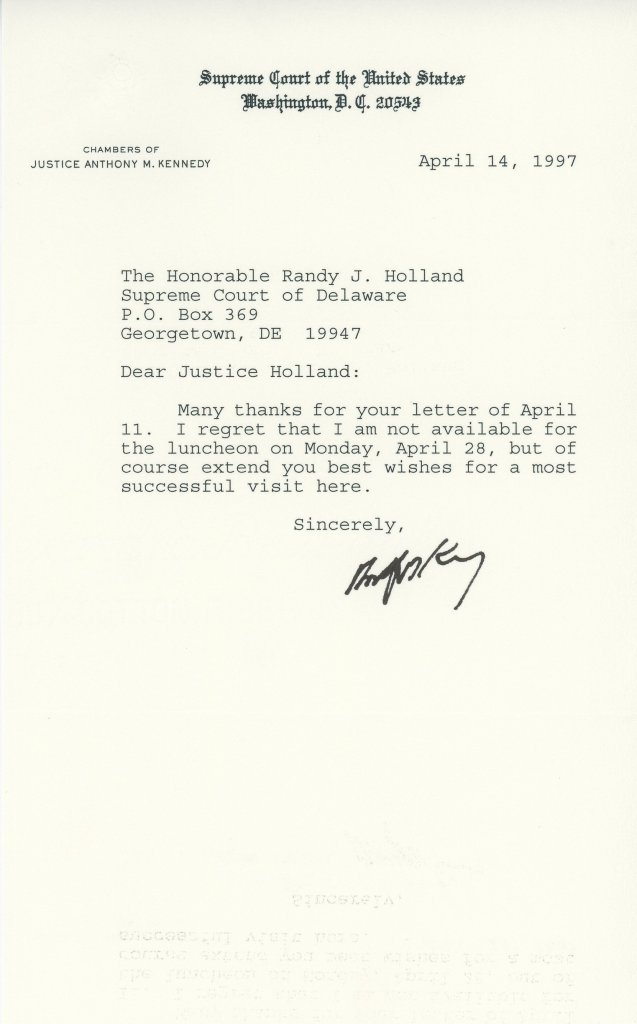 Supreme Court of the United States
Washington, D. C. 20543
CHAMBERS OF
JUSTICE ANTHONY M. KENNEDY
April 14, 1997
The Honorable Randy J. Holland
Supreme Court of Delaware
P.O. Box 369
Georgetown, DE  19947
Dear Justice Holland:
Many thanks for your letter of April
11.  I regret that I am not available for
the luncheon on Monday, April 28, but of
course extend you best wishes for a most
successful visit here.
Sincerely,